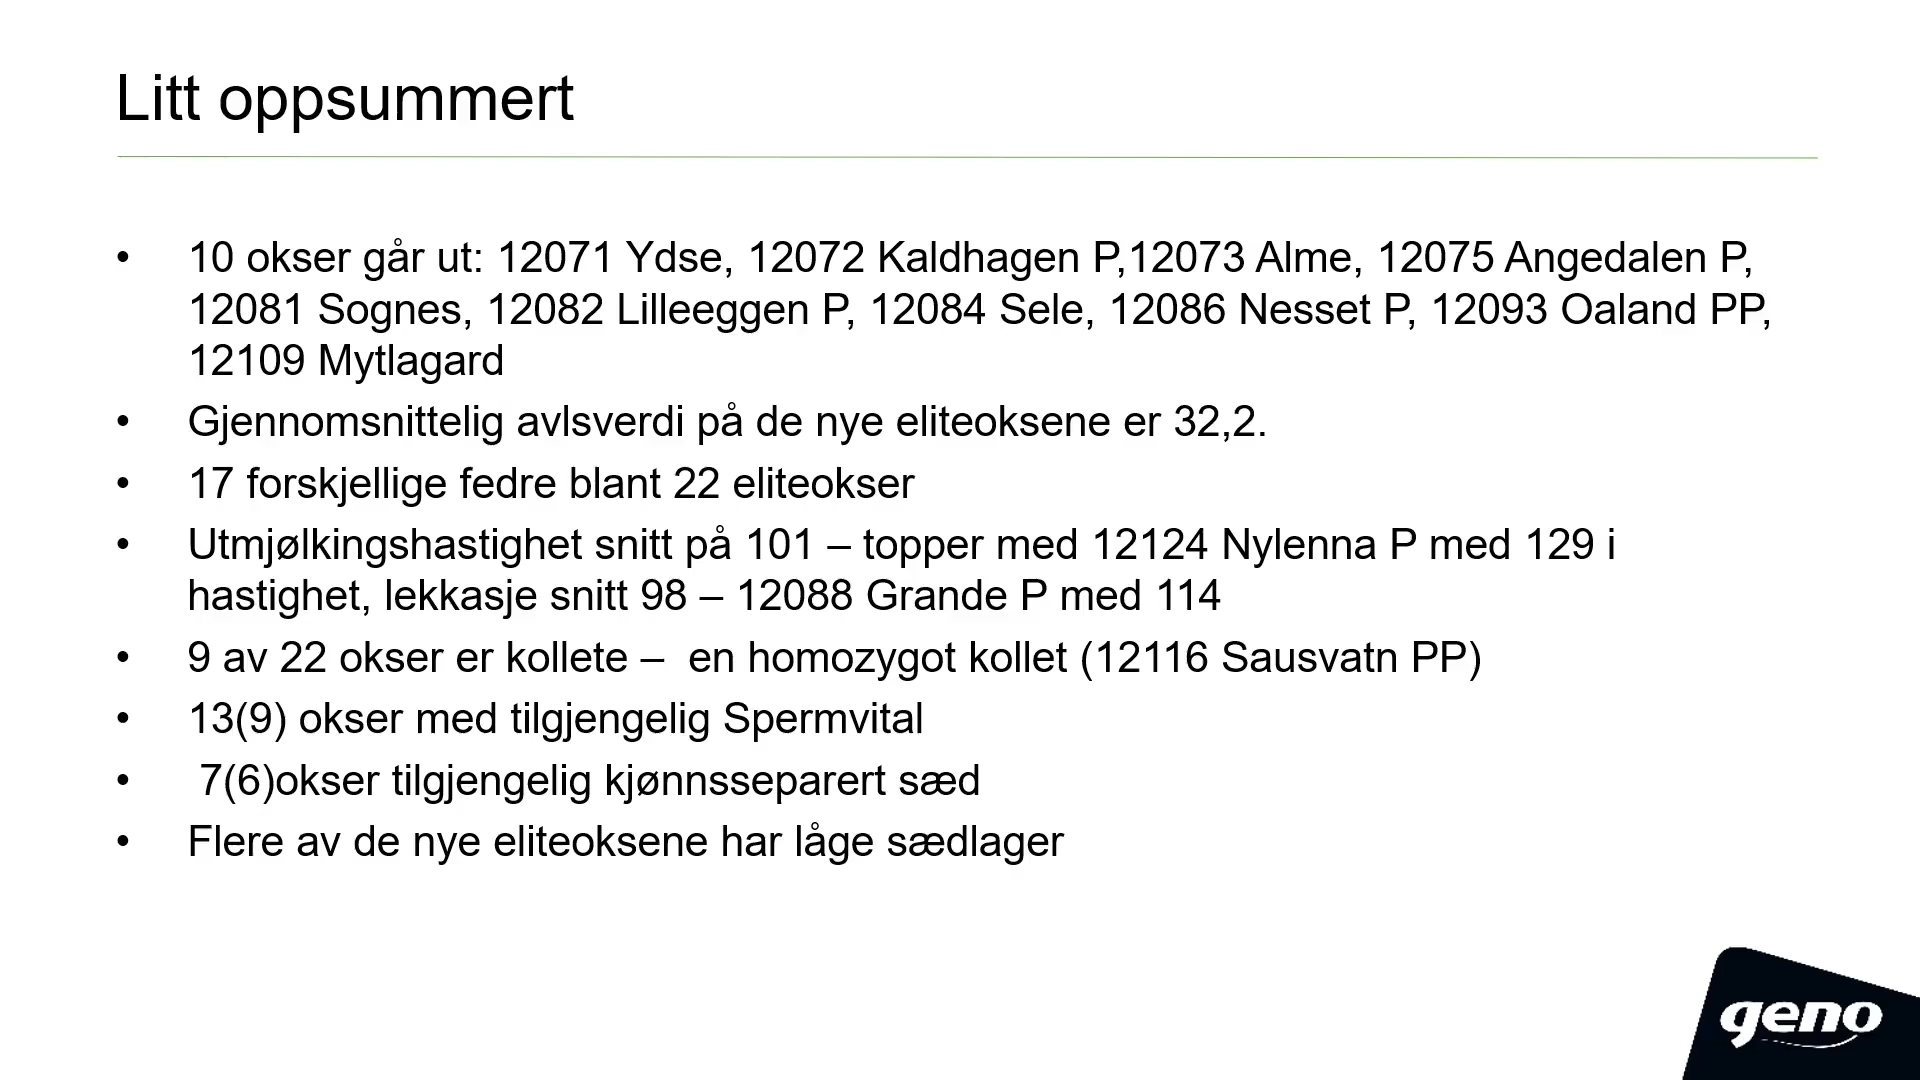 Litt oppsummert
• 10 okser går ut: 12071 Ydse, 12072 Kaldhagen P,12073 Alme, 12075 Angedalen P,
12081 Sognes, 12082 Lilleeggen P, 12084 Sele, 12086 Nesset P, 12093 Oaland PP,
12109 Mytlagard
• Gjennomsnittelig avlsverdi på de nye eliteoksene er 32,2.
• 17 forskjellige fedre blant 22 eliteokser
• Utmjølkingshastighet snitt på 101 – topper med 12124 Nylenna P med 129 i
hastighet, lekkasje snitt 98 – 12088 Grande P med 114
• 9 av 22 okser er kollete –  en homozygot kollet (12116 Sausvatn PP)
• 13(9) okser med tilgjengelig Spermvital
• 7(6)okser tilgjengelig kjønnsseparert sæd
• Flere av de nye eliteoksene har låge sædlager
geno